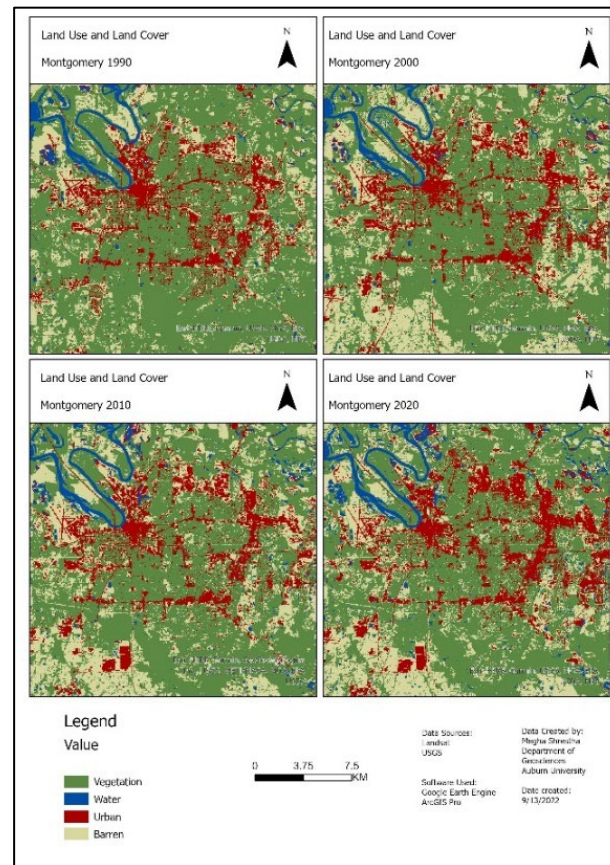 Land Use and Land Cover
N
Montgomery 1990
Land Use and Land Cover
N
Montgomery 2000
Land Use and Land Cover
N
Montgomery 2010
Land Use and Land Cover
N
Montgomery 2020
Legend
Value
Vegetation
Water
Urban
Barren
0 3.75 7.5
KM
Data Sources:
Landsat
USGS
Software Used:
Google Earth Engine
ArcGIS Pro
Data Created by:
Megha Shrestha
Department of
Geosciences
Auburn University
Date created:
9/13/2022